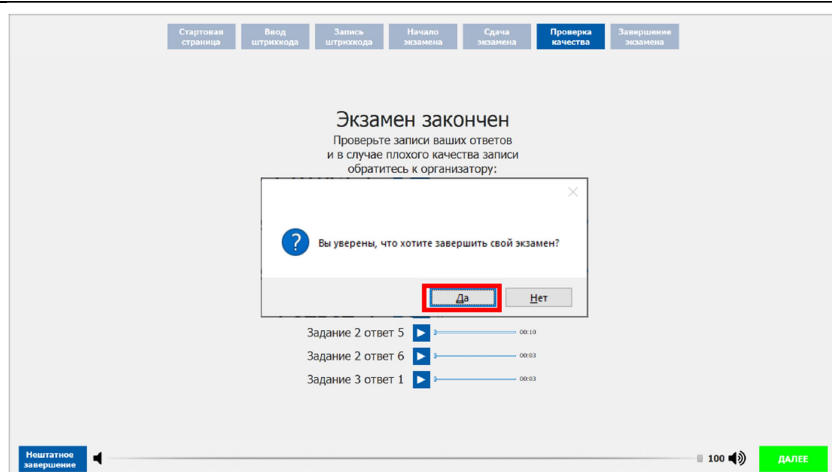 Стартовая страница
Ввод штрихкода
Запись штрихкода
Начало экзамена
Сдача экзамена
Проверка качества
Завершение экзамена
Экзамен закончен
Проверьте записи ваших ответов
и в случае плохого качества записи
обратитесь к организатору:
Вы уверены, что хотите завершить свой экзамен?
Да
Нет
Задание 2 ответ 5
00:10
Задание 2 ответ 6
00:03
Задание 3 ответ 1
00:03
Нештатное завершение
100
ДАЛЕЕ